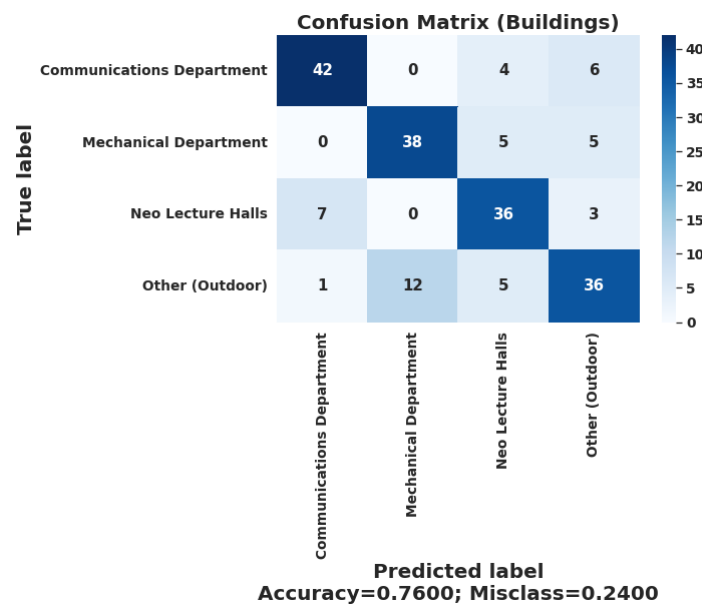 Confusion Matrix (Buildings)
True label
Communications Department 42 0 4 6
Mechanical Department 0 38 5 5
Neo Lecture Halls 7 0 36 3
Other (Outdoor) 1 12 5 36
Communications Department
Mechanical Department
Neo Lecture Halls
Other (Outdoor)
40
35
30
25
20
15
10
5
0
Predicted label
Accuracy=0.7600; Misclass=0.2400